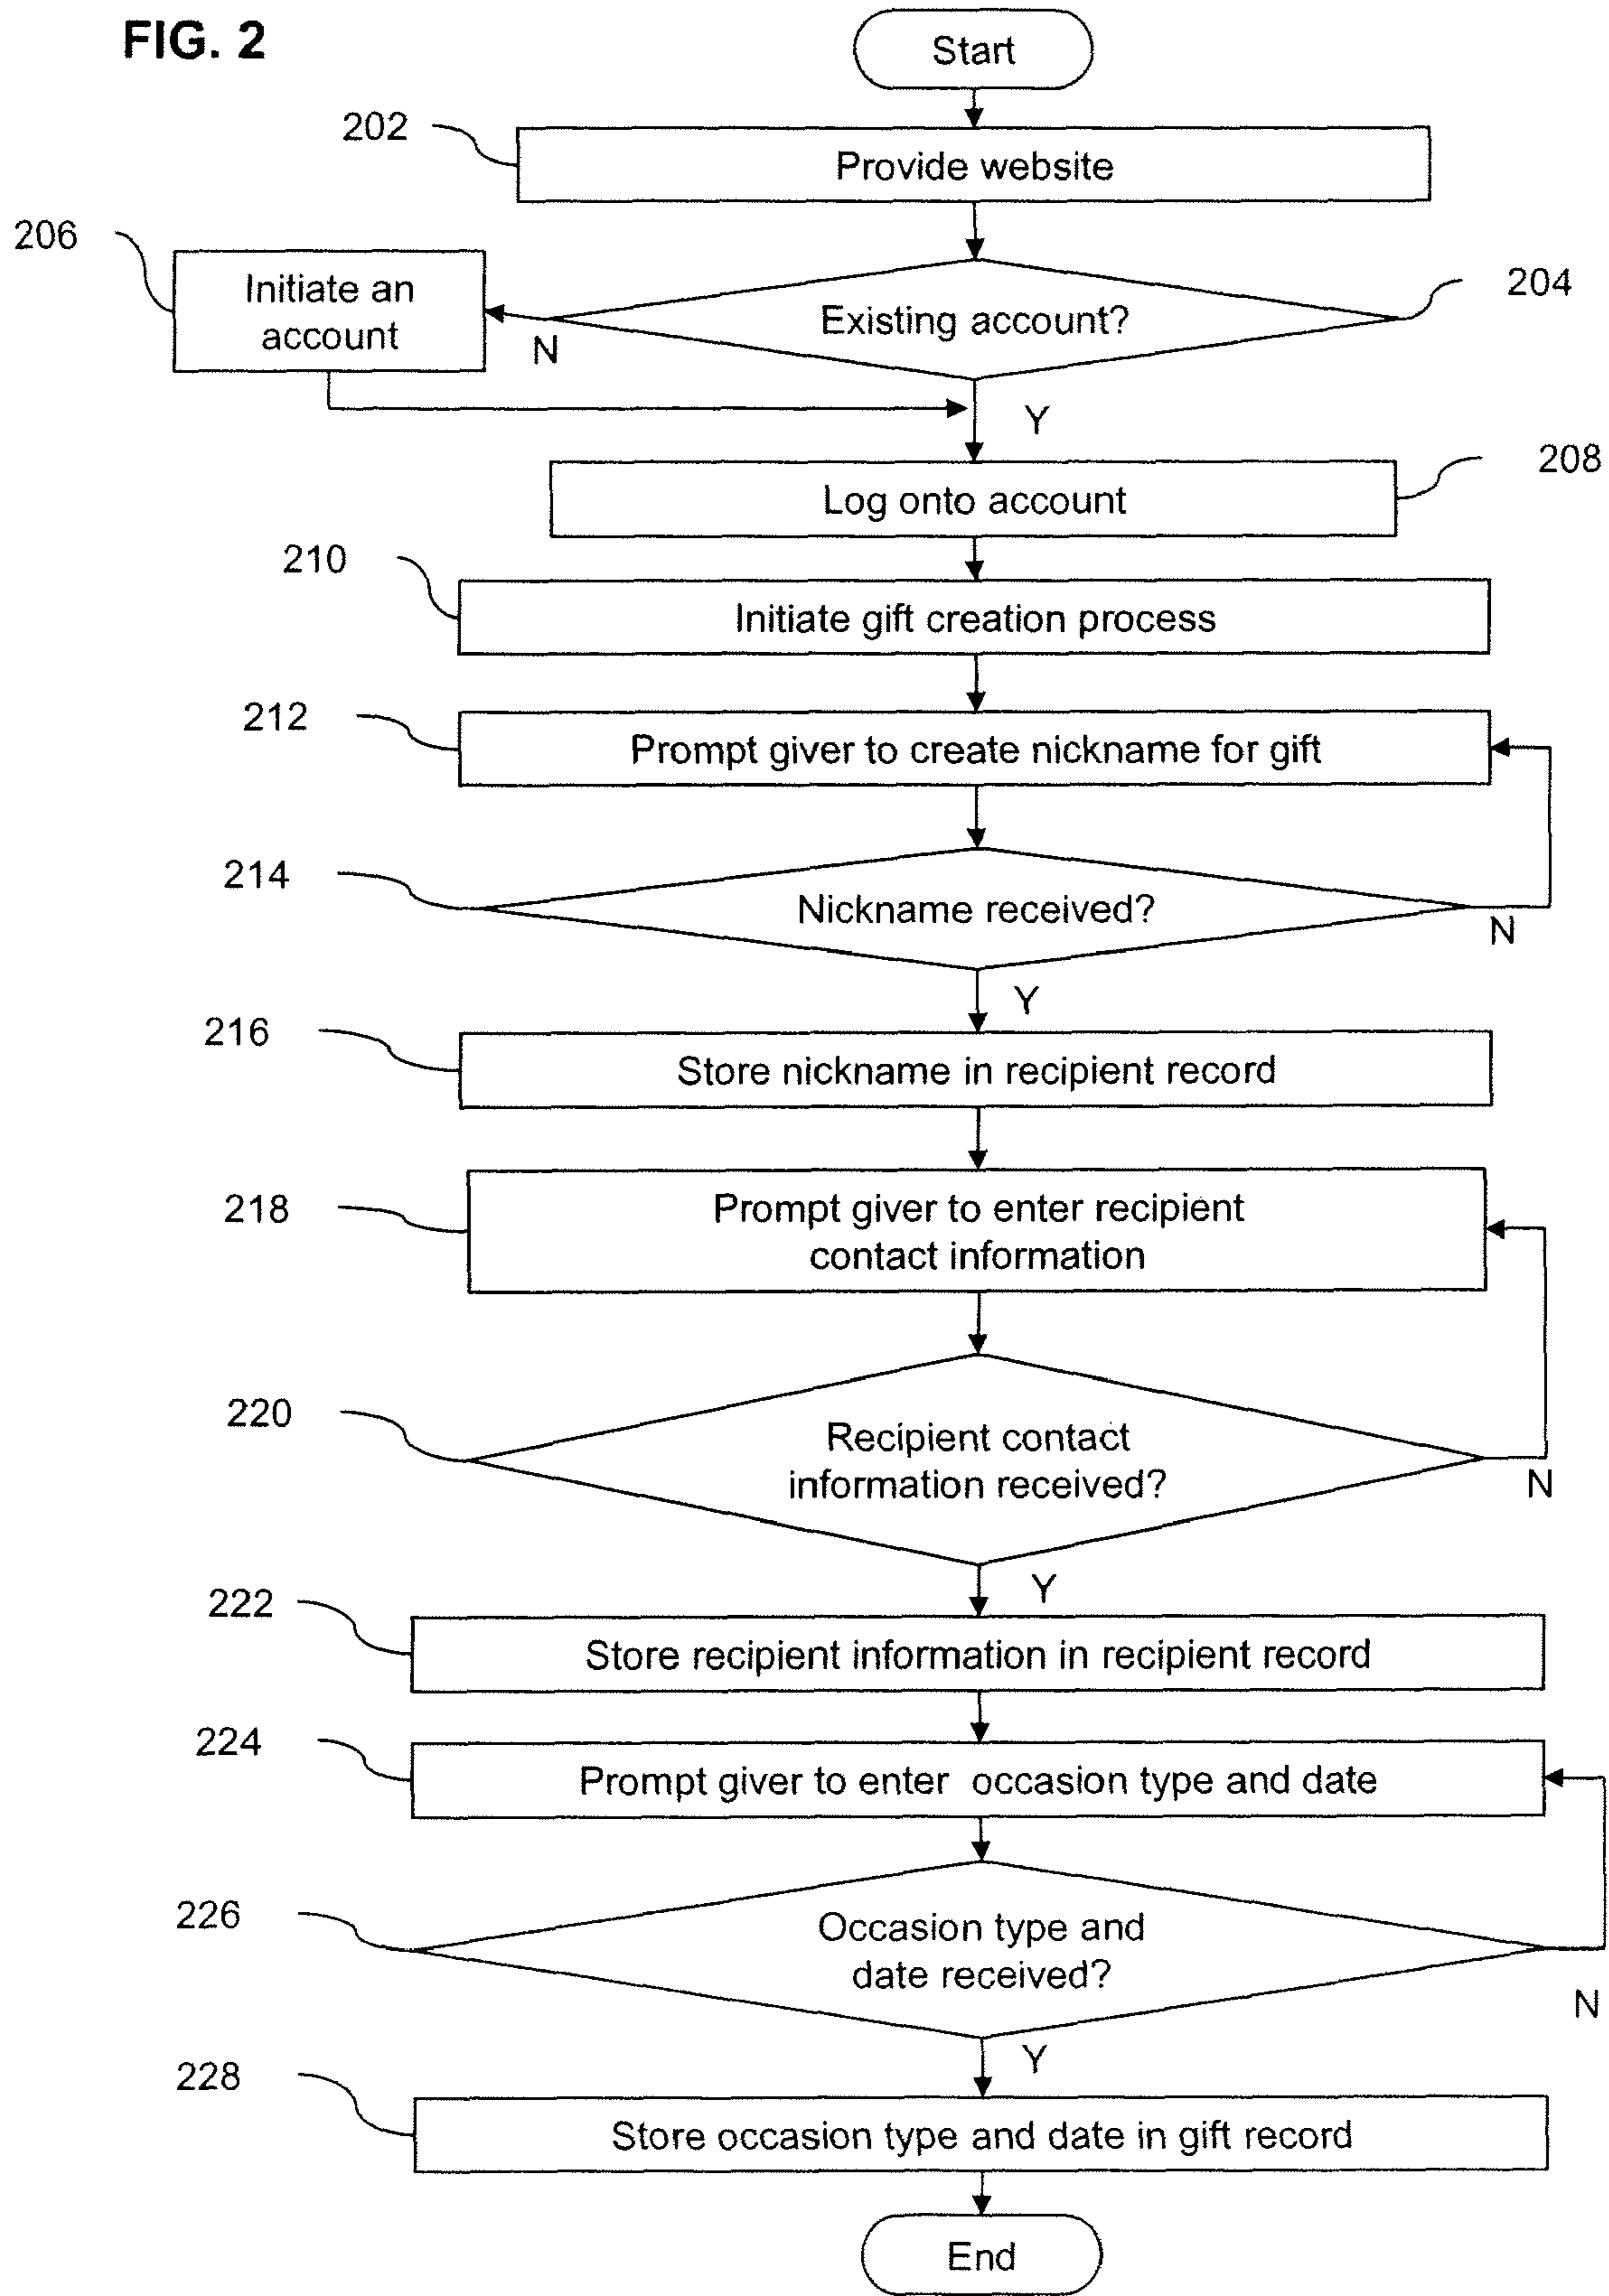 FIG. 2
Start
202
Provide website
206
Initiate an
account
204
Existing account?
N
Y
208
Log onto account
210
Initiate gift creation process
212
Prompt giver to create nickname for gift
214
Nickname received?
N
Y
216
Store nickname in recipient record
218
Prompt giver to enter recipient
contact information
220
Recipient contact
information received?
N
Y
222
Store recipient information in recipient record
224
Prompt giver to enter occasion type and date
226
Occasion type and
date received?
N
Y
228
Store occasion type and date in gift record
End